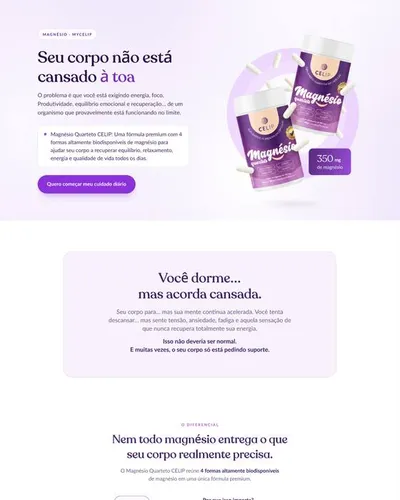 MAGNÉSIO · MYCELIP
Seu corpo não está
cansado à toa
O problema é que você está exigindo energia, foco,
Produtividade, equilíbrio emocional e recuperação... de um
organismo que provavelmente está funcionando no limite.
Magnésio Quarteto CELIP. Uma fórmula premium com 4
formas altamente biodisponíveis de magnésio para
ajudar seu corpo a recuperar equilíbrio, relaxamento,
energia e qualidade de vida todos os dias.
Quero começar meu cuidado diário
CELIP
Magnésio
quarteto
CELIP
Magnésio
quarteto
350 mg
de magnésio
Você dorme...
mas acorda cansada.
Seu corpo para... mas sua mente continua acelerada. Você tenta
descansar... mas sente tensão, ansiedade, fadiga e aquela sensação de
que nunca recupera totalmente sua energia.
Isso não deveria ser normal.
E muitas vezes, o seu corpo só está pedindo suporte.
O DIFERENCIAL
Nem todo magnésio entrega o que
seu corpo realmente precisa.
O Magnésio Quarteto CELIP reúne 4 formas altamente biodisponíveis
de magnésio em uma única fórmula premium.